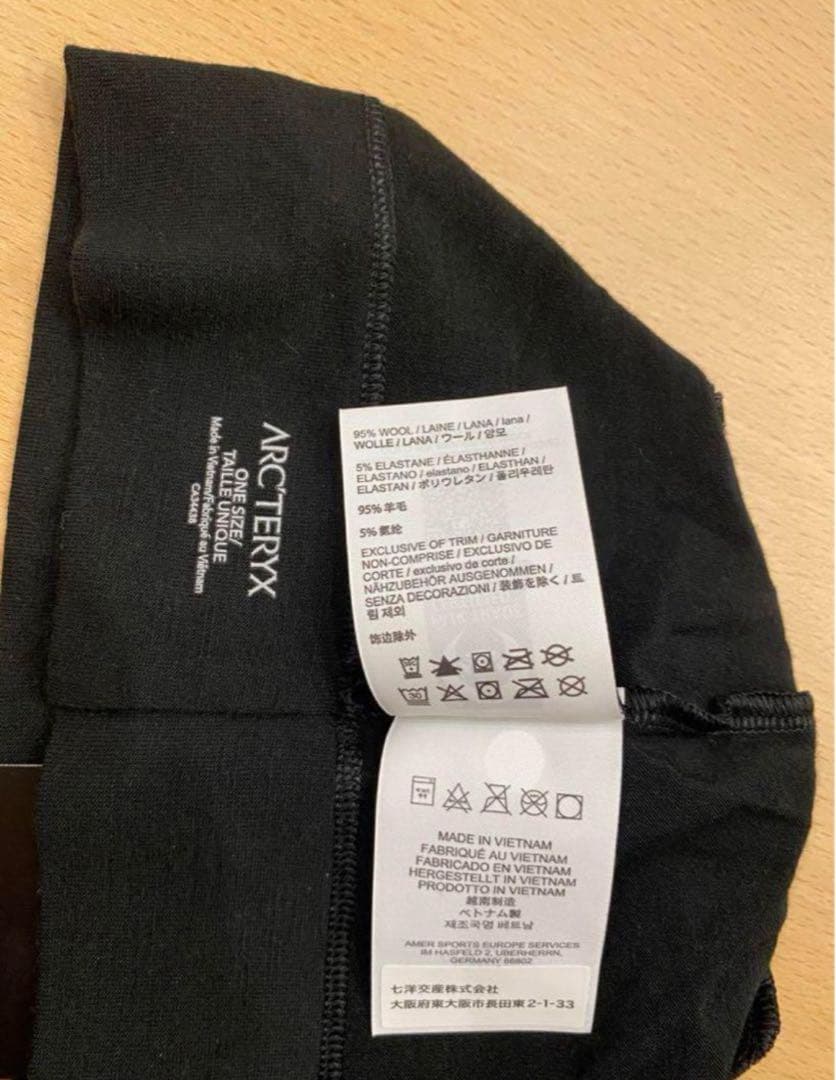 ARC'TERYX
ONE SIZE/
TAILLE UNIQUE
Made in Vietnam/Fabriqué au Viêtnam
CA34438
95% WOOL / LAINE / LANA / lana /
WOLLE / LANA / ウール / 양모
5% ELASTANE / ÉLASTHANNE /
ELASTANO / elastano / ELASTHAN /
ELASTAN / ポリウレタン / 폴리우레탄
95% 羊毛
5% 氨纶
EXCLUSIVE OF TRIM / GARNITURE
NON-COMPRISE / EXCLUSIVO DE
CORTE / exclusivo de corte /
NÄHZUBEHÖR AUSGENOMMEN /
SENZA DECORAZIONI / 装飾を除く / 트
림 제외
饰边除外
30
MADE IN VIETNAM
FABRIQUÉ AU VIETNAM
FABRICADO EN VIETNAM
HERGESTELLT IN VIETNAM
PRODOTTO IN VIETNAM
越南制造
ベトナム製
제조국명 베트남
AMER SPORTS EUROPE SERVICES
IM HASFELD 2, UBERHERRN,
GERMANY 66802
七洋交産株式会社
大阪府東大阪市長田東2-1-33